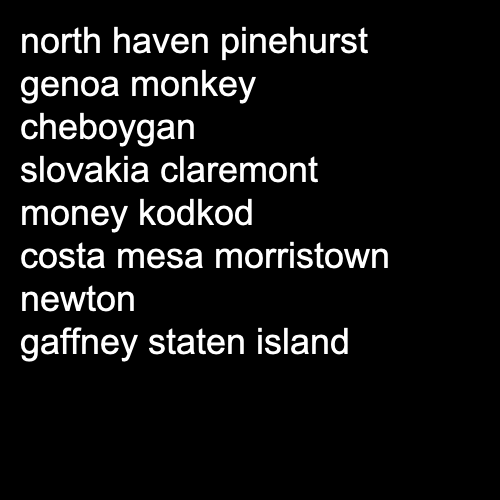 north haven pinehurst
genoa monkey
cheboygan
slovakia claremont
money kodkod
costa mesa morristown
newton
gaffney staten island